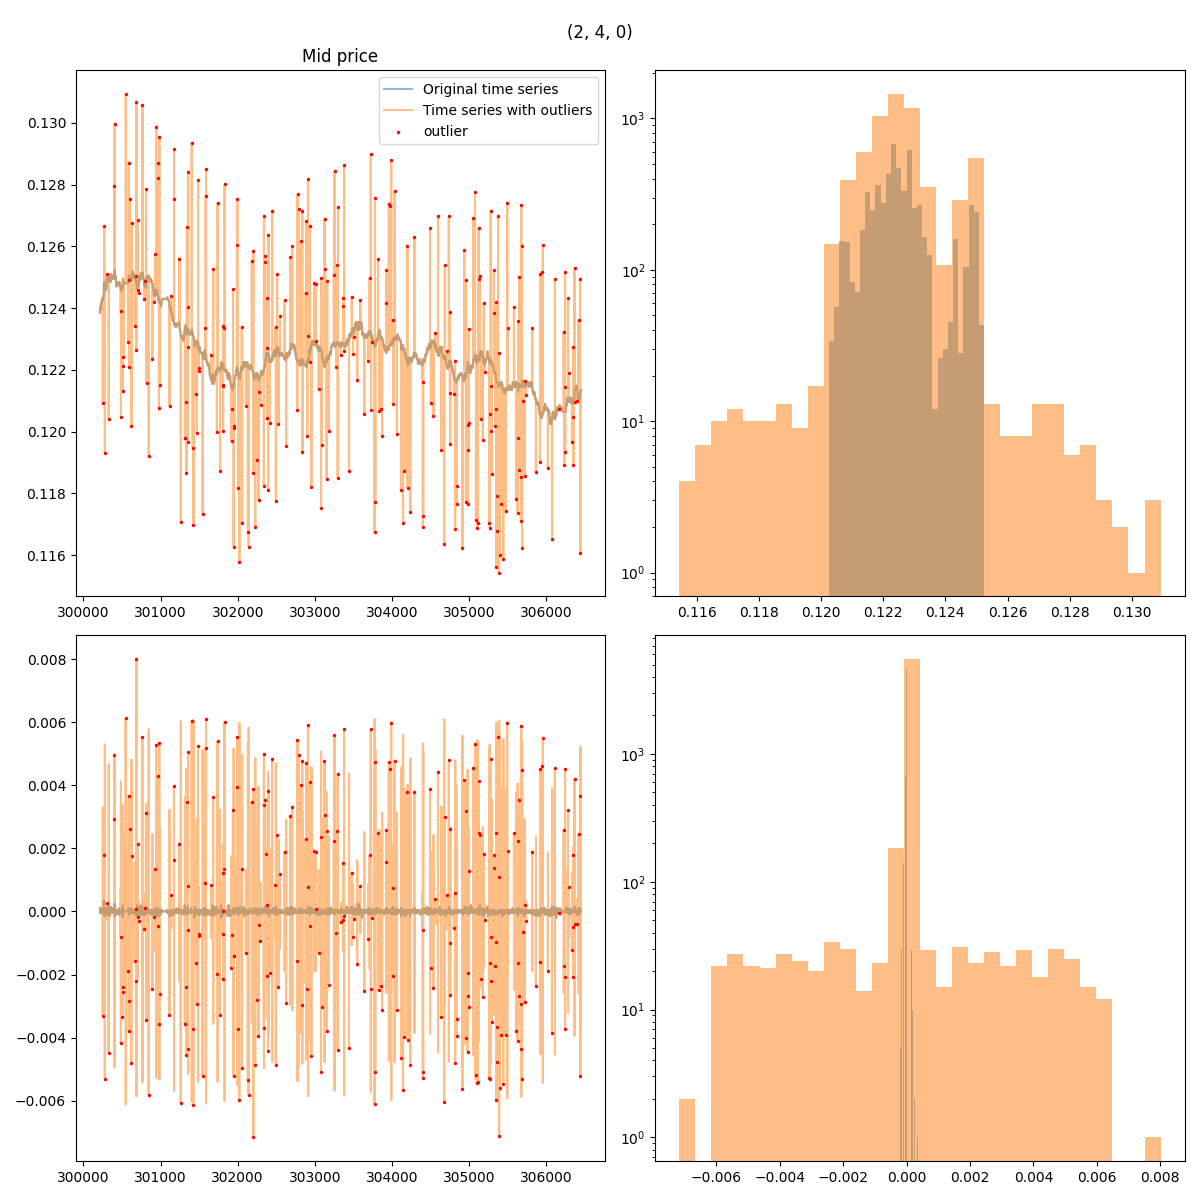 (2, 4, 0)
Mid price
Original time series
Time series with outliers
outlier
0.130
0.128
0.126
0.124
0.122
0.120
0.118
0.116
300000 301000 302000 303000 304000 305000 306000
10³
10²
10¹
10⁰
0.116 0.118 0.120 0.122 0.124 0.126 0.128 0.130
0.008
0.006
0.004
0.002
0.000
−0.002
−0.004
−0.006
300000 301000 302000 303000 304000 305000 306000
10³
10²
10¹
10⁰
−0.006 −0.004 −0.002 0.000 0.002 0.004 0.006 0.008